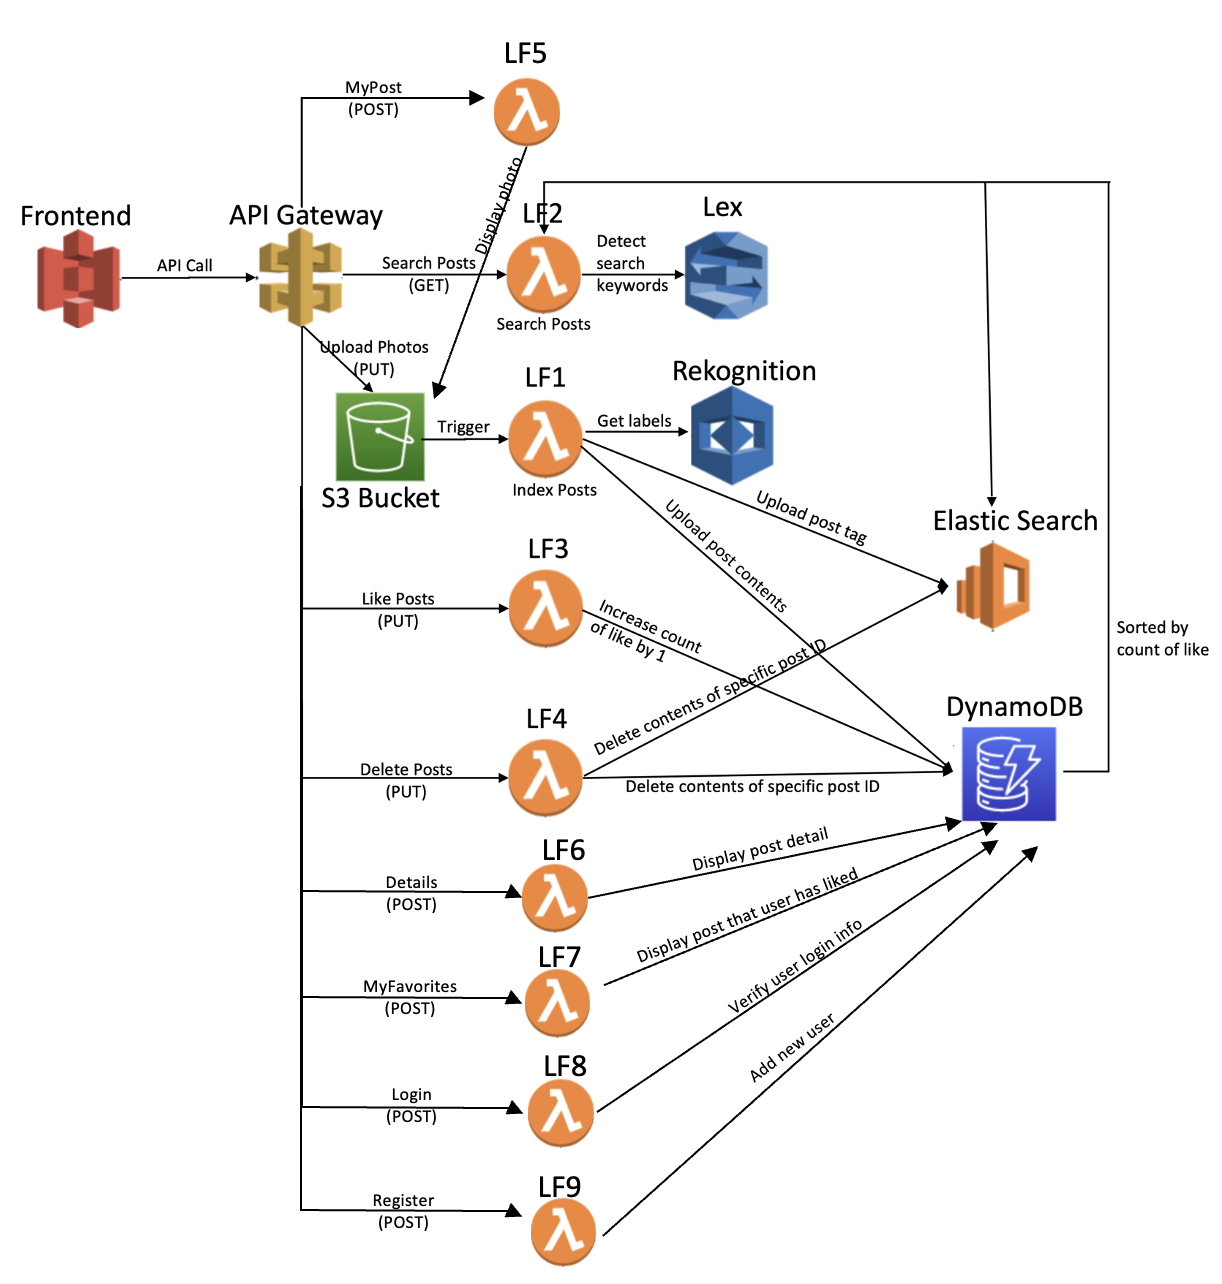 LF5
MyPost
(POST)
Display photo
Frontend
API Gateway
LF2
Lex
API Call
Search Posts
(GET)
Detect
search
keywords
Search Posts
Upload Photos
(PUT)
LF1
Rekognition
Trigger
Get labels
S3 Bucket
Index Posts
Upload post tag
Upload post contents
Elastic Search
LF3
Like Posts
(PUT)
Increase count
of like by 1
Sorted by
count of like
Delete contents of specific post ID
LF4
DynamoDB
Delete Posts
(PUT)
Delete contents of specific post ID
LF6
Display post detail
Details
(POST)
Display post that user has liked
LF7
MyFavorites
(POST)
Verify user login info
LF8
Login
(POST)
Add new user
LF9
Register
(POST)